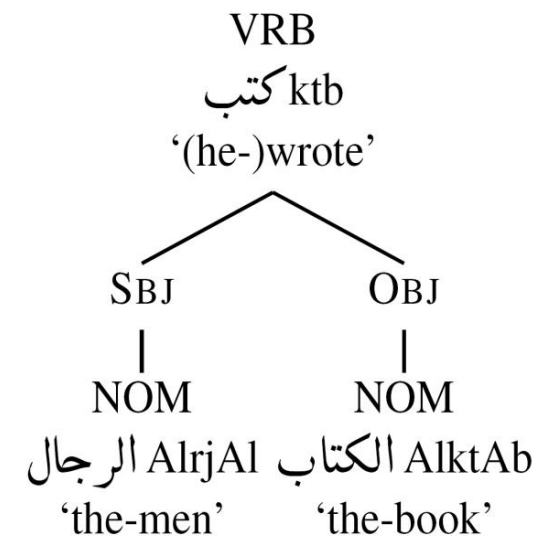 VRB
كتب ktb
‘(he-)wrote’
SBJ OBJ
NOM NOM
الرجال AlrjAl الكتاب AlktAb
‘the-men’ ‘the-book’